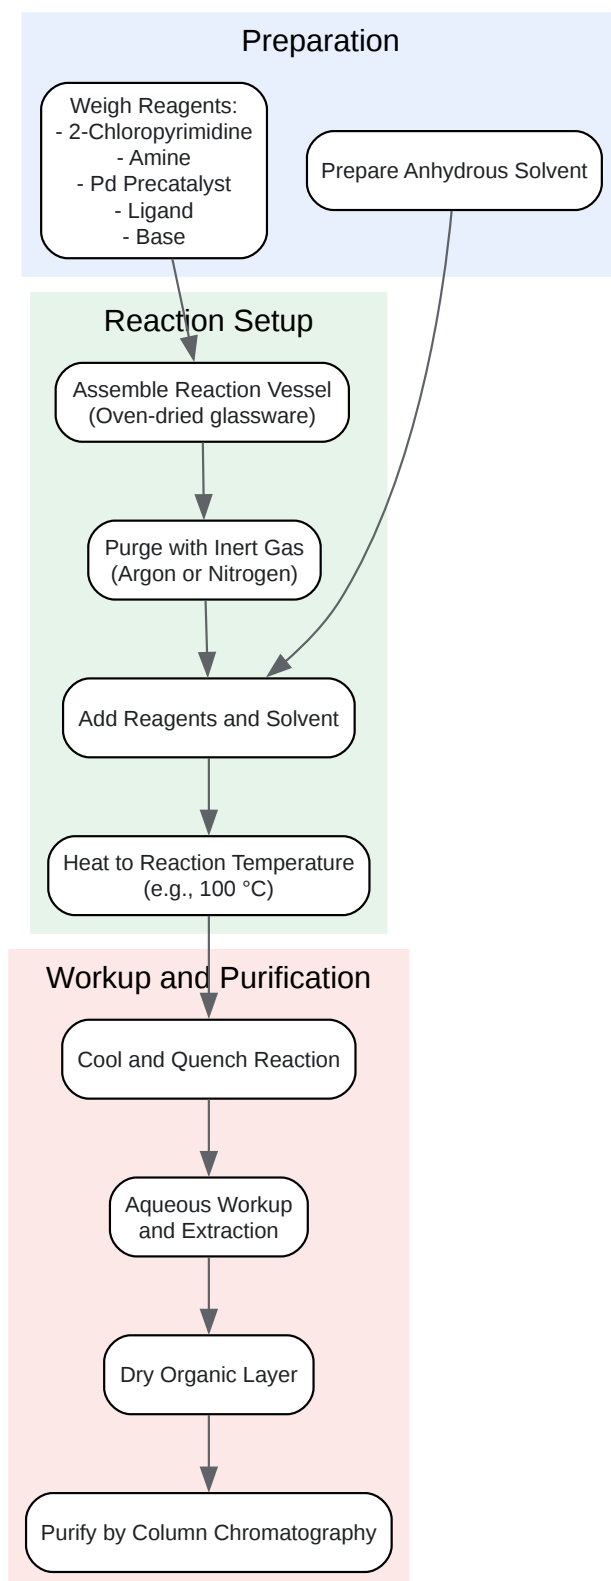 Preparation
Weigh Reagents:
- 2-Chloropyrimidine
- Amine
- Pd Precatalyst
- Ligand
- Base
Prepare Anhydrous Solvent
Reaction Setup
Assemble Reaction Vessel
(Oven-dried glassware)
Purge with Inert Gas
(Argon or Nitrogen)
Add Reagents and Solvent
Heat to Reaction Temperature
(e.g., 100 °C)
Workup and Purification
Cool and Quench Reaction
Aqueous Workup
and Extraction
Dry Organic Layer
Purify by Column Chromatography